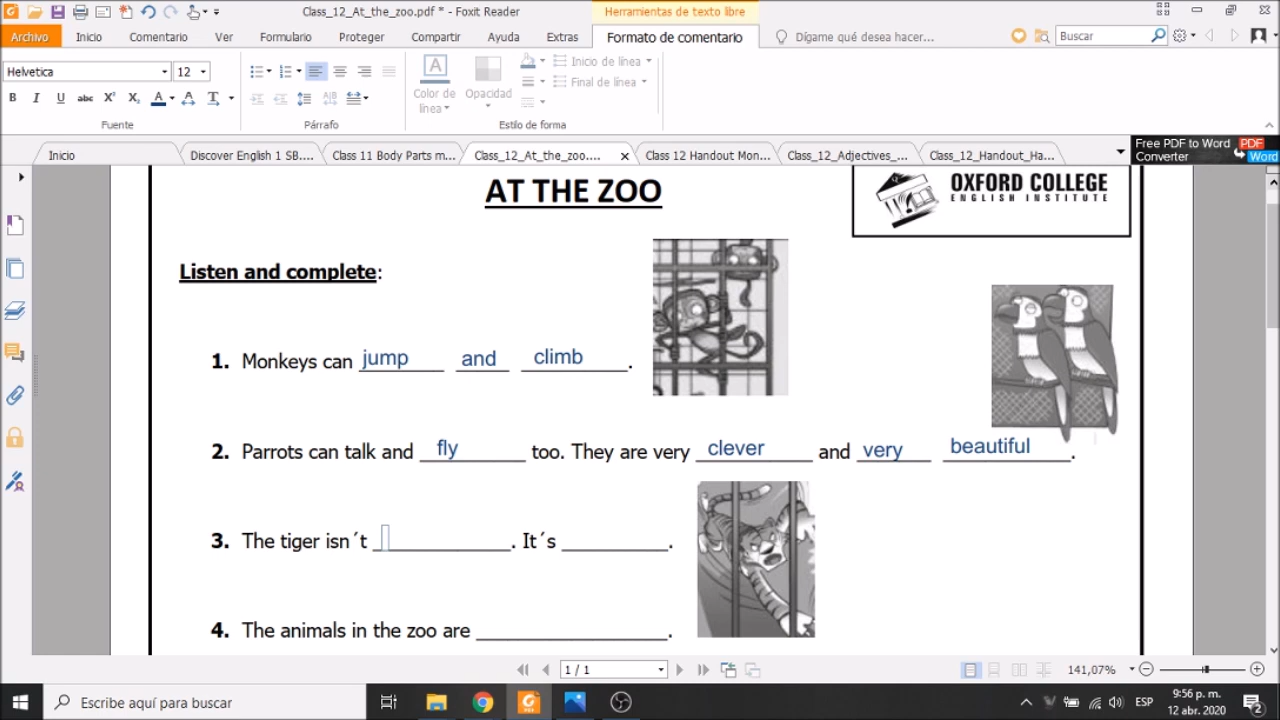 Class_12_At_the_zoo.pdf * - Foxit Reader
Herramientas de texto libre
Archivo Inicio Comentario Ver Formulario Proteger Compartir Ayuda Extras Formato de comentario Dígame qué desea hacer... Buscar
Helvetica 12
Inicio de línea
Final de línea
Color de línea
Opacidad
B I U abc X² X₂ A T
Fuente Párrafo Estilo de forma
Inicio Discover English 1 SB.... Class 11 Body Parts m... Class_12_At_the_zoo.... Class 12 Handout Mon... Class_12_Adjectives_... Class_12_Handout_Ha...
Free PDF to Word Converter
PDF
Word
AT THE ZOO
OXFORD COLLEGE
ENGLISH INSTITUTE
Listen and complete:
1. Monkeys can jump and climb.
2. Parrots can talk and fly too. They are very clever and very beautiful.
3. The tiger isn´t ____________. It´s _________.
4. The animals in the zoo are ________________.
1 / 1
141,07%
Escribe aquí para buscar
ESP
9:56 p. m.
12 abr. 2020
2